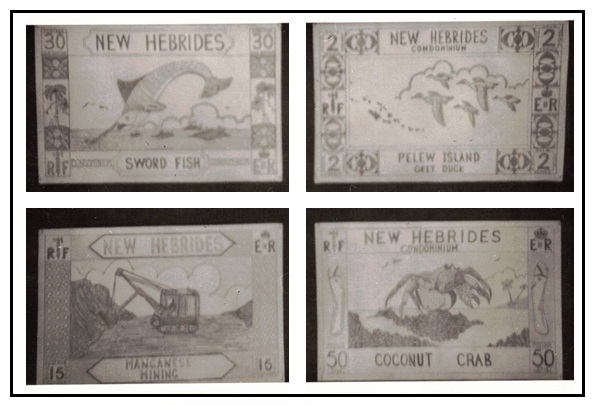 30 NEW HEBRIDES 30
RF SWORD FISH E R
2 NEW HEBRIDES 2
CONDOMINIUM
RF E R
2 PELEW ISLAND 2
GREY DUCK
RF NEW HEBRIDES E R
15 MANGANESE 15
MINING
RF NEW HEBRIDES E R
CONDOMINIUM
50 COCONUT CRAB 50